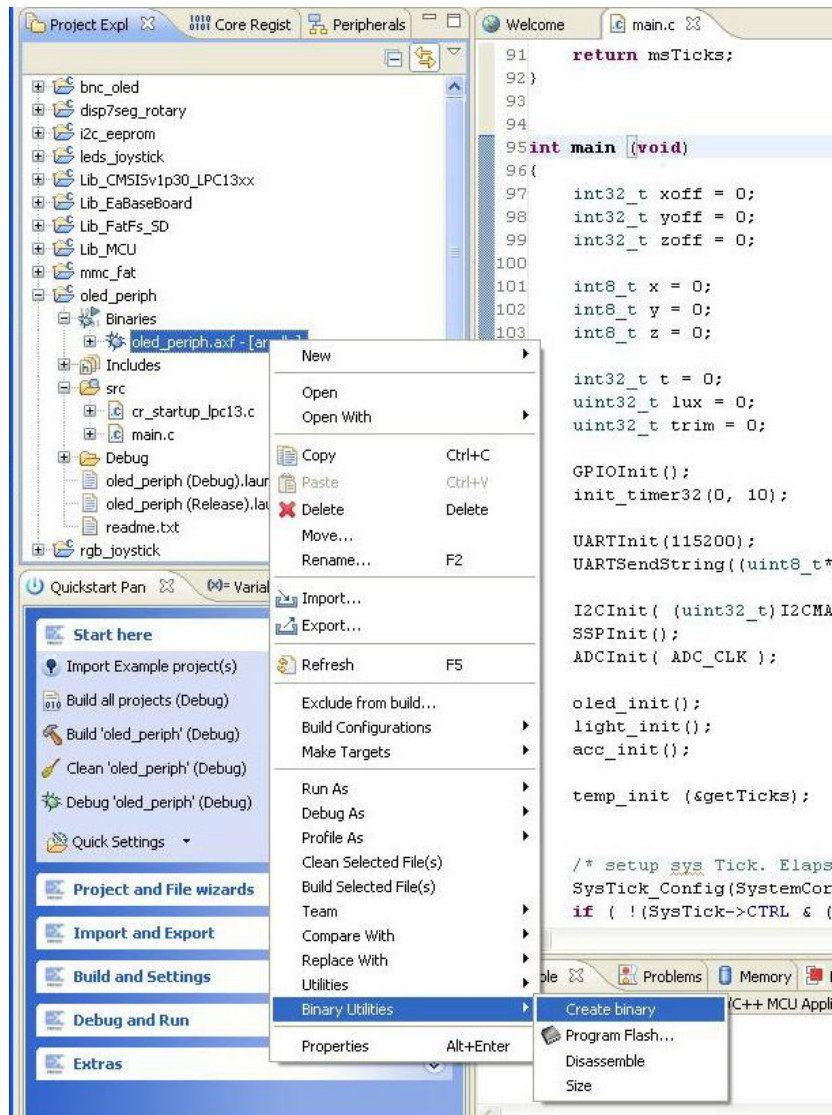 Project Expl
Core Regist
Peripherals
bnc_oled
disp7seg_rotary
i2c_eeprom
leds_joystick
Lib_CMSISv1p30_LPC13xx
Lib_EaBaseBoard
Lib_FatFs_SD
Lib_MCU
mmc_fat
oled_periph
Binaries
oled_periph.axf - [ar
Includes
src
cr_startup_lpc13.c
main.c
Debug
oled_periph (Debug).laun
oled_periph (Release).lau
readme.txt
rgb_joystick
Quickstart Pan
(x)= Varial
Start here
Import Example project(s)
Build all projects (Debug)
Build 'oled_periph' (Debug)
Clean 'oled_periph' (Debug)
Debug 'oled_periph' (Debug)
Quick Settings
Project and File wizards
Import and Export
Build and Settings
Debug and Run
Extras
New
Open
Open With
Copy Ctrl+C
Paste Ctrl+V
Delete Delete
Move...
Rename... F2
Import...
Export...
Refresh F5
Exclude from build...
Build Configurations
Make Targets
Run As
Debug As
Profile As
Clean Selected File(s)
Build Selected File(s)
Team
Compare With
Replace With
Utilities
Binary Utilities
Properties Alt+Enter
Create binary
Program Flash...
Disassemble
Size
Welcome
main.c
91 return msTicks;
92 }
93
94
95 int main (void)
96 {
97 int32_t xoff = 0;
98 int32_t yoff = 0;
99 int32_t zoff = 0;
100
101 int8_t x = 0;
102 int8_t y = 0;
103 int8_t z = 0;
int32_t t = 0;
uint32_t lux = 0;
uint32_t trim = 0;
GPIOInit();
init_timer32(0, 10);
UARTInit(115200);
UARTSendString((uint8_t*
I2CInit( (uint32_t)I2CMA
SSPInit();
ADCInit( ADC_CLK );
oled_init();
light_init();
acc_init();
temp_init (&getTicks);
/* setup sys Tick. Elaps
SysTick_Config(SystemCor
if ( !(SysTick->CTRL & (
ole
Problems
Memory
/C++ MCU Appli